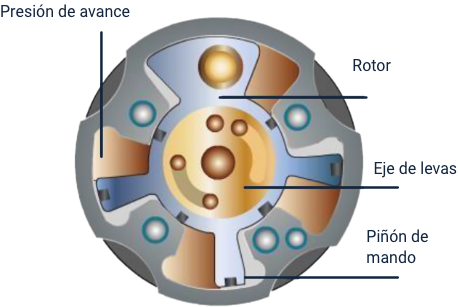 Presión de avance
Rotor
Eje de levas
Piñón de
mando